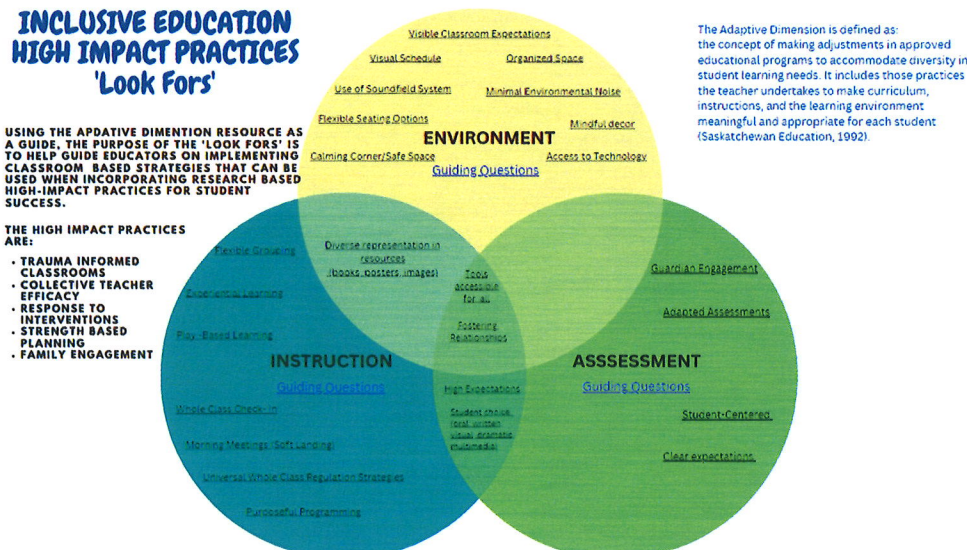 INCLUSIVE EDUCATION
HIGH IMPACT PRACTICES
'Look Fors'
USING THE APDATIVE DIMENTION RESOURCE AS
A GUIDE, THE PURPOSE OF THE 'LOOK FORS' IS
TO HELP GUIDE EDUCATORS ON IMPLEMENTING
CLASSROOM BASED STRATEGIES THAT CAN BE
USED WHEN INCORPORATING RESEARCH BASED
HIGH-IMPACT PRACTICES FOR STUDENT
SUCCESS.
THE HIGH IMPACT PRACTICES
ARE:
• TRAUMA INFORMED
CLASSROOMS
• COLLECTIVE TEACHER
EFFICACY
• RESPONSE TO
INTERVENTIONS
• STRENGTH BASED
PLANNING
• FAMILY ENGAGEMENT
Visible Classroom Expectations
Visual Schedule
Organized Space
Use of Soundfield System
Minimal Environmental Noise
Flexible Seating Options
Mindful decor
ENVIRONMENT
Calming Corner/Safe Space
Access to Technology
Guiding Questions
The Adaptive Dimension is defined as:
the concept of making adjustments in approved
educational programs to accommodate diversity in
student learning needs. It includes those practices
the teacher undertakes to make curriculum,
instructions, and the learning environment
meaningful and appropriate for each student
(Saskatchewan Education, 1992).
Flexible Grouping
Experiential Learning
Play-Based Learning
INSTRUCTION
Guiding Questions
Whole Class Check-In
Morning Meetings (Soft Landing)
Universal Whole Class Regulation Strategies
Purposeful Programming
Diverse representation in
resources
(books, posters, images)
Tools
accessible
for all
Fostering
Relationships
High Expectations
Student choice
(oral, written
visual, dramatic
multimedia)
Guardian Engagement
Adapted Assessments
ASSSESSMENT
Guiding Questions
Student-Centered
Clear expectations